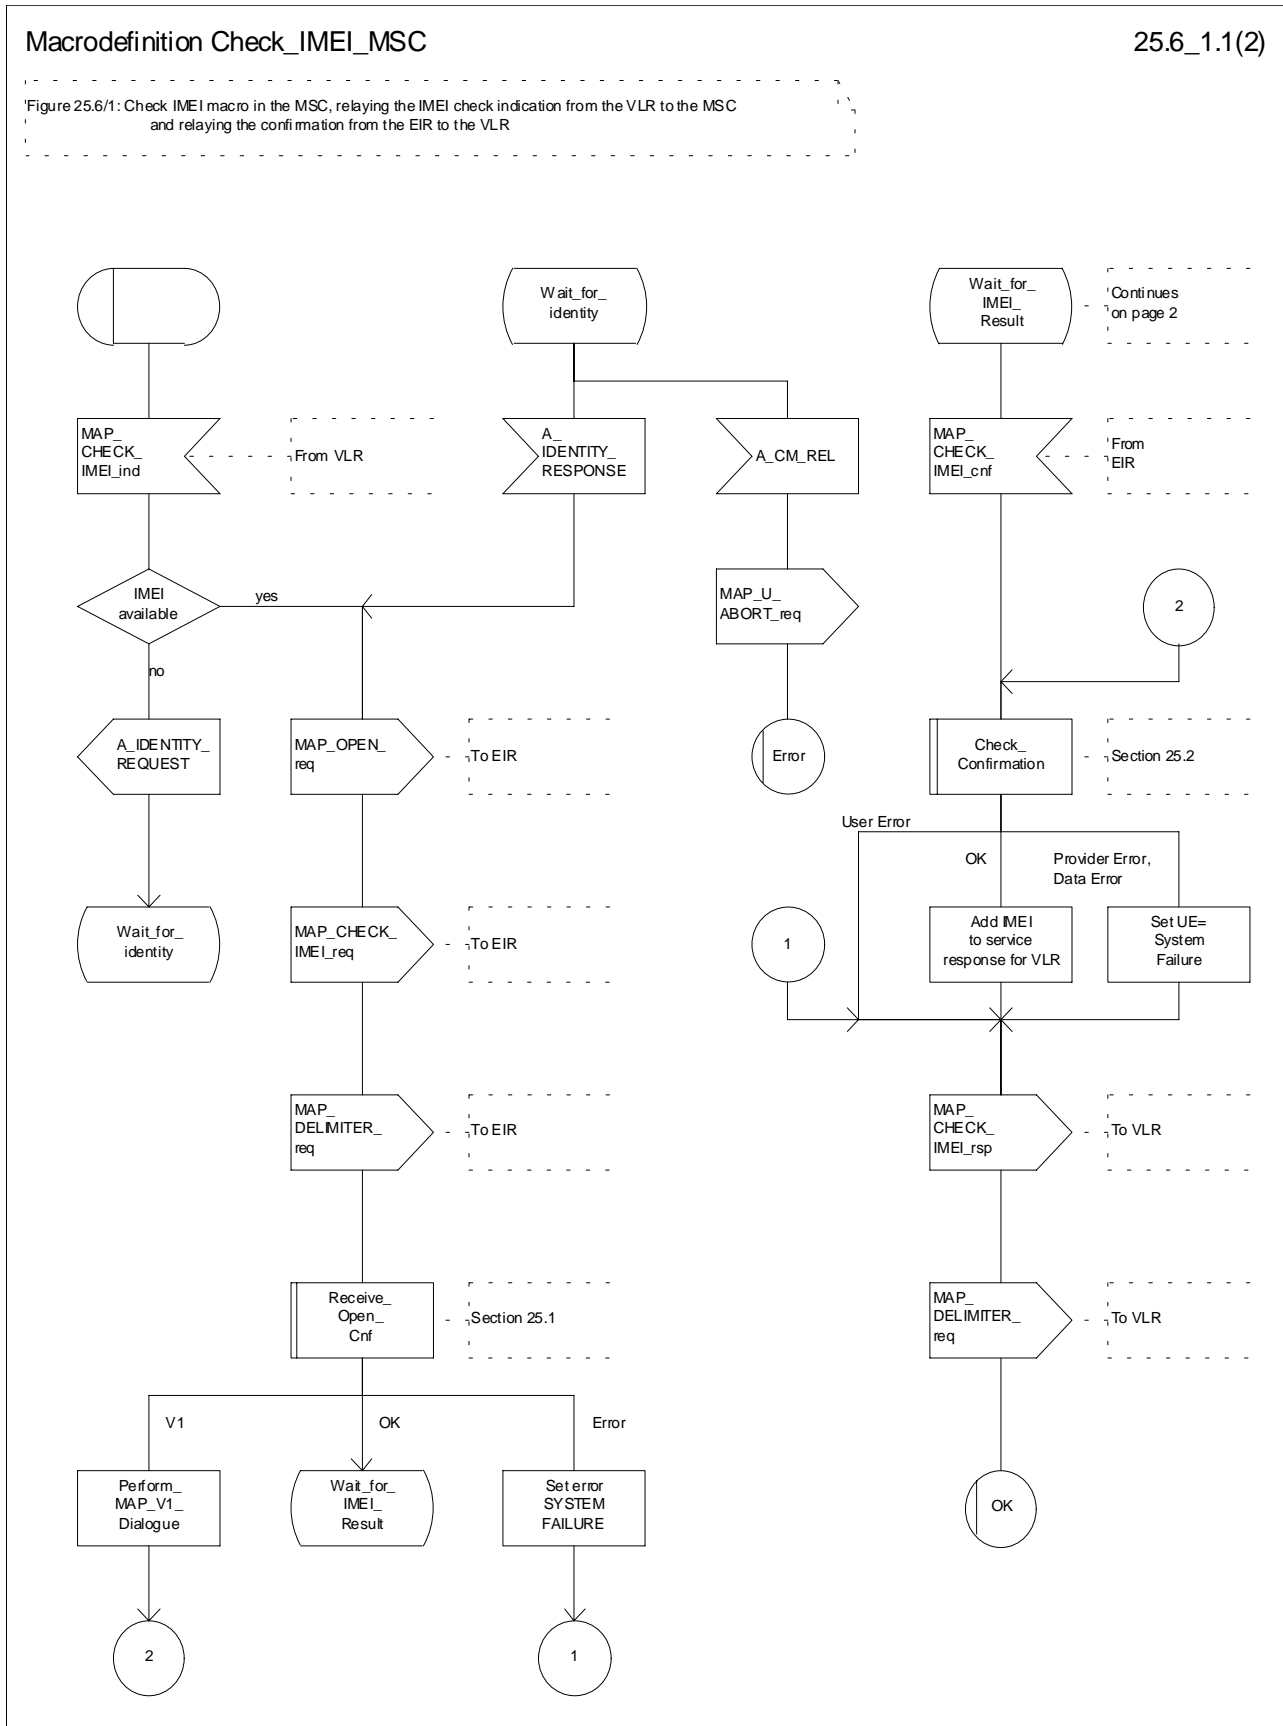 Macrodefinition Check_IMEI_MSC
25.6_1.1(2)
Figure 25.6/1: Check IMEI macro in the MSC, relaying the IMEI check indication from the VLR to the MSC
and relaying the confirmation from the EIR to the VLR
Wait_for_
identity
Wait_for_
IMEI_
Result
Continues
on page 2
MAP_
CHECK_
IMEI_ind
From VLR
A_
IDENTITY_
RESPONSE
A_CM_REL
MAP_
CHECK_
IMEI_cnf
From
EIR
IMEI
available
yes
no
MAP_U_
ABORT_req
2
A_IDENTITY_
REQUEST
MAP_OPEN_
req
To EIR
Error
Check_
Confirmation
Section 25.2
User Error
OK
Provider Error,
Data Error
Wait_for_
identity
MAP_CHECK_
IMEI_req
To EIR
1
Add IMEI
to service
response for VLR
Set UE=
System
Failure
MAP_
DELIMITER_
req
To EIR
MAP_
CHECK_
IMEI_rsp
To VLR
Receive_
Open_
Cnf
Section 25.1
MAP_
DELIMITER_
req
To VLR
V1
OK
Error
Perform_
MAP_V1_
Dialogue
Wait_for_
IMEI_
Result
Set error
SYSTEM
FAILURE
OK
2
1